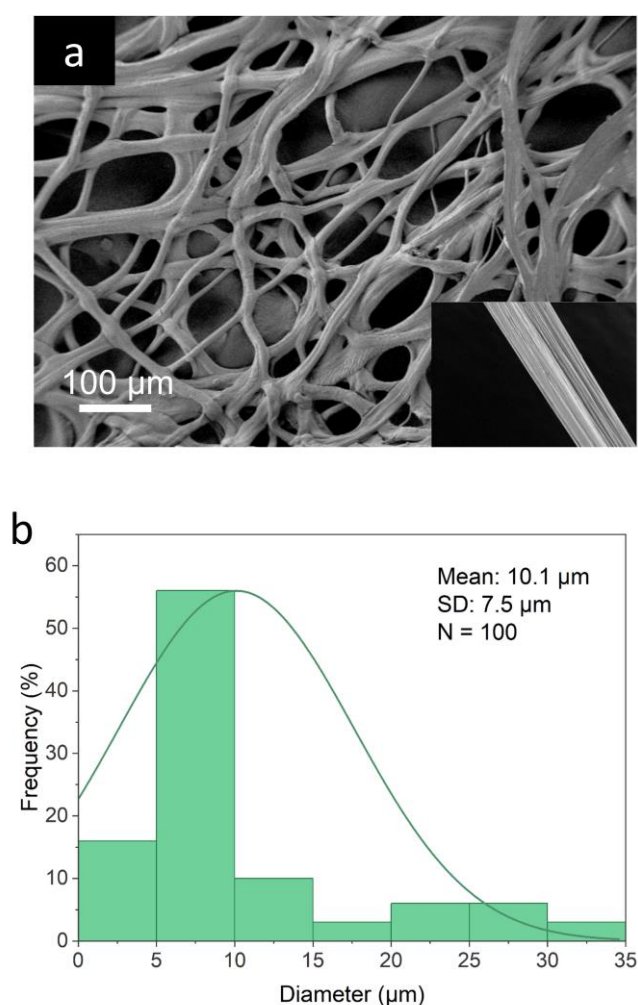 a
100 µm
b
Mean: 10.1 µm
SD: 7.5 µm
N = 100
60
50
40
30
20
10
0
Frequency (%)
0 5 10 15 20 25 30 35
Diameter (µm)